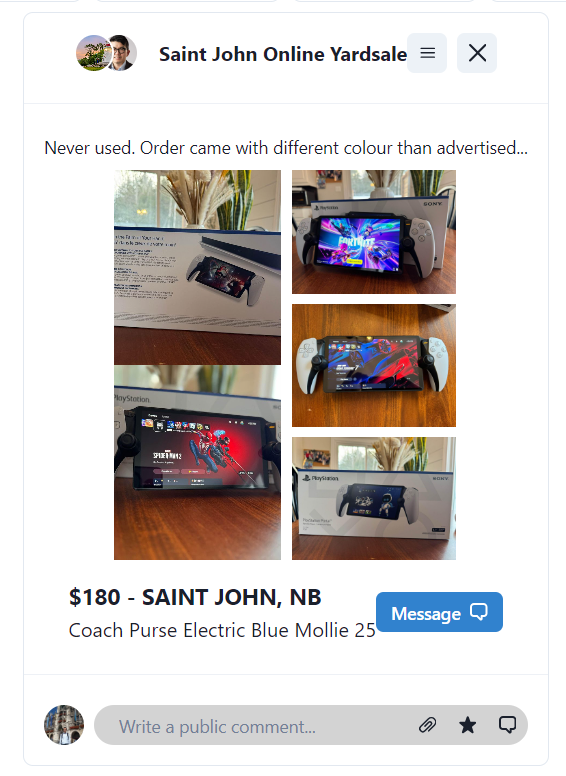 Saint John Online Yardsale
Never used. Order came with different colour than advertised...
PlayStation
SONY
FORTNITE
PlayStation
SPIDER-MAN 2
PlayStation
SONY
$180 - SAINT JOHN, NB
Message
Coach Purse Electric Blue Mollie 25
Write a public comment...